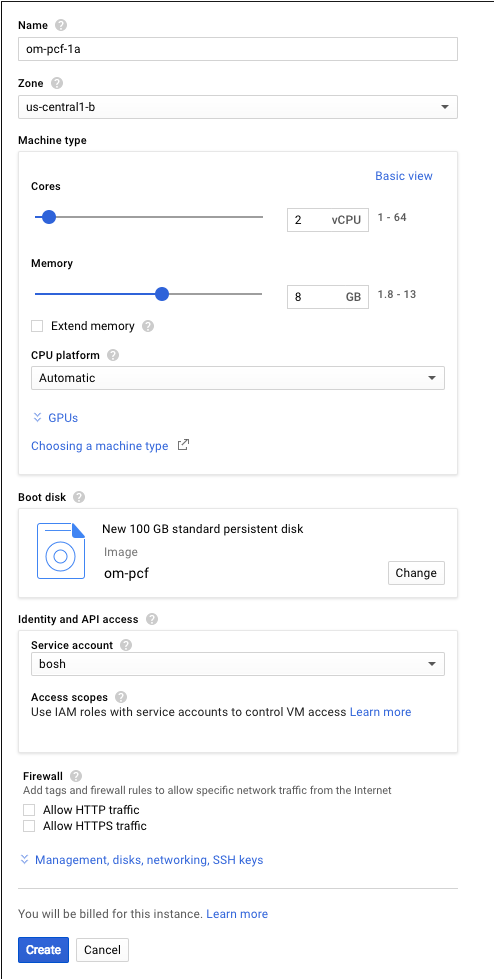 Name
om-pcf-1a
Zone
us-central1-b
Machine type
Basic view
Cores
2 vCPU 1 - 64
Memory
8 GB 1.8 - 13
Extend memory
CPU platform
Automatic
GPUs
Choosing a machine type
Boot disk
New 100 GB standard persistent disk
Image
om-pcf
Change
Identity and API access
Service account
bosh
Access scopes
Use IAM roles with service accounts to control VM access Learn more
Firewall
Add tags and firewall rules to allow specific network traffic from the Internet
Allow HTTP traffic
Allow HTTPS traffic
Management, disks, networking, SSH keys
You will be billed for this instance. Learn more
Create Cancel